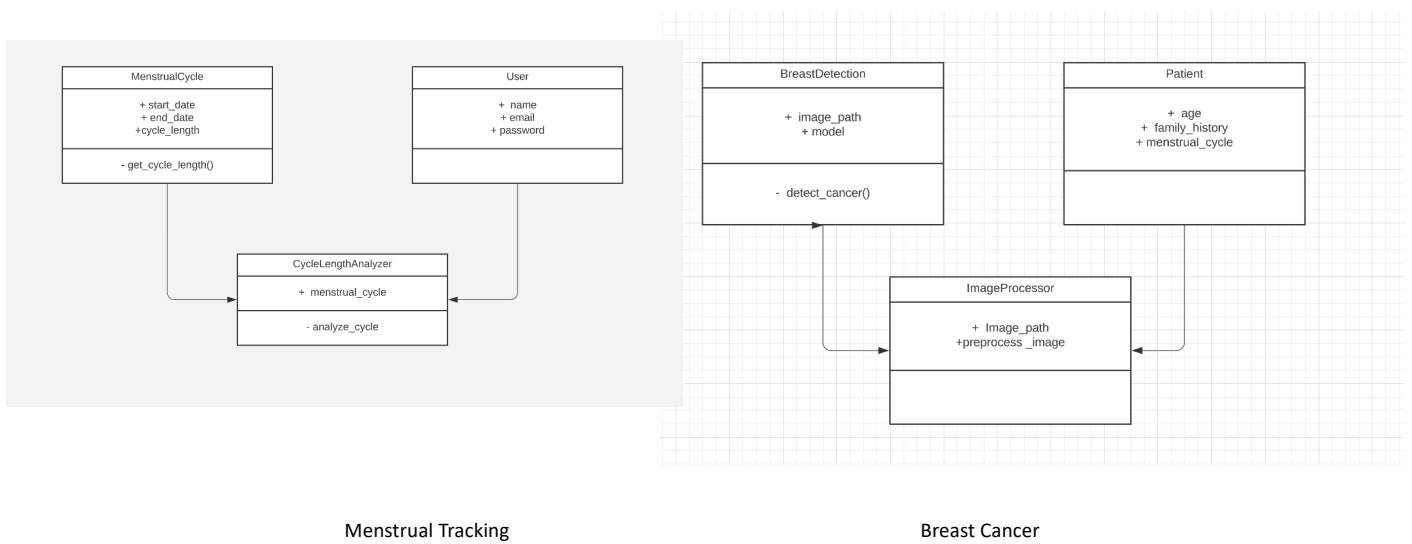 MenstrualCycle
+ start_date
+ end_date
+cycle_length
- get_cycle_length()
User
+ name
+ email
+ password
CycleLengthAnalyzer
+ menstrual_cycle
- analyze_cycle
BreastDetection
+ image_path
+ model
- detect_cancer()
Patient
+ age
+ family_history
+ menstrual_cycle
ImageProcessor
+ Image_path
+preprocess _image
Menstrual Tracking
Breast Cancer